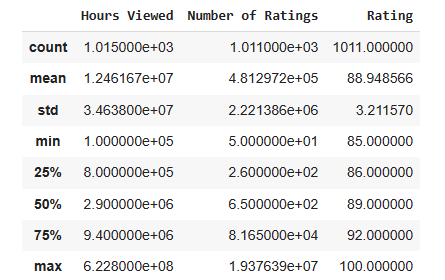 Hours Viewed Number of Ratings Rating
count 1.015000e+03 1.011000e+03 1011.000000
mean 1.246167e+07 4.812972e+05 88.948566
std 3.463800e+07 2.221386e+06 3.211570
min 1.000000e+05 5.000000e+01 85.000000
25% 8.000000e+05 2.600000e+02 86.000000
50% 2.900000e+06 6.500000e+02 89.000000
75% 9.400000e+06 8.165000e+04 92.000000
max 6.228000e+08 1.937639e+07 100.000000